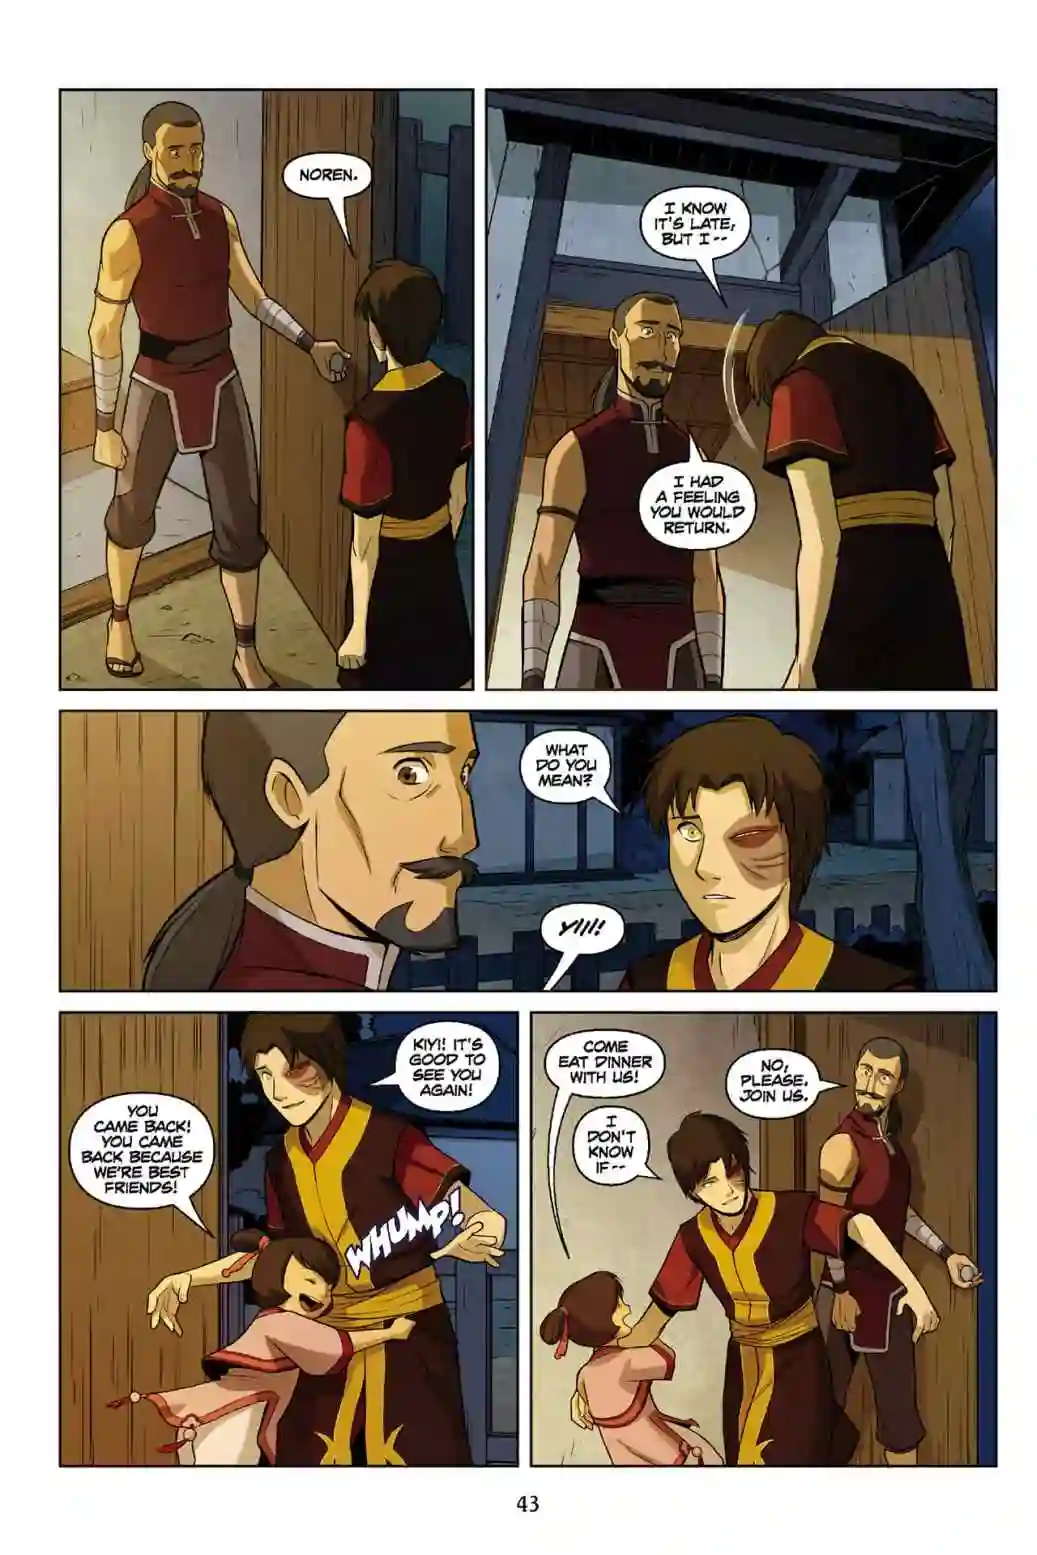 NOREN.
I KNOW
IT'S LATE,
BUT I--
I HAD
A FEELING
YOU WOULD
RETURN.
WHAT
DO YOU
MEAN?
YIII!
YOU
CAME BACK!
YOU CAME
BACK BECAUSE
WE'RE BEST
FRIENDS!
WHUMP!
KIYI! IT'S
GOOD TO
SEE YOU
AGAIN!
COME
EAT DINNER
WITH US!
I
DON'T
KNOW
IF--
NO,
PLEASE.
JOIN US.
43